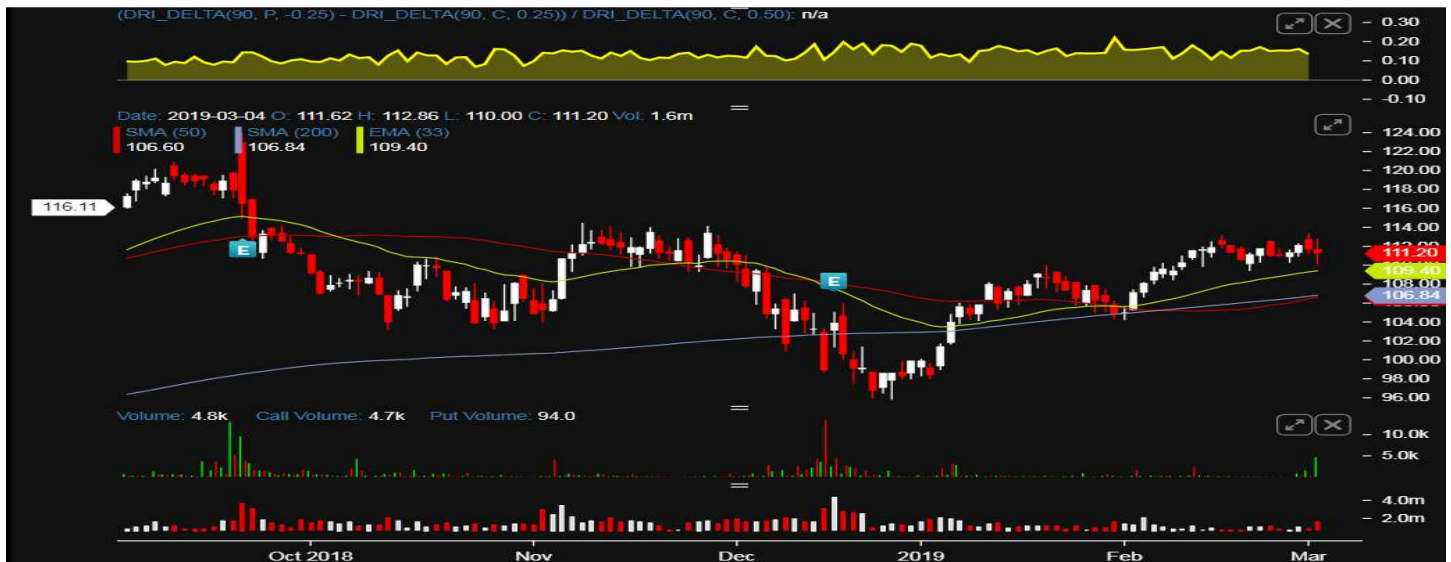 (DRI_DELTA(90, P, -0.25) - DRI_DELTA(90, C, 0.25)) / DRI_DELTA(90, C, 0.50): n/a
0.30
0.20
0.10
0.00
-0.10
Date: 2019-03-04 O: 111.62 H: 112.86 L: 110.00 C: 111.20 Vol: 1.6m
SMA (50) SMA (200) EMA (33)
106.60 106.84 109.40
124.00
122.00
120.00
118.00
116.11
116.00
114.00
E
111.20
109.40
E
108.00
106.84
104.00
102.00
100.00
98.00
96.00
Volume: 4.8k Call Volume: 4.7k Put Volume: 94.0
10.0k
5.0k
4.0m
2.0m
Oct 2018 Nov Dec 2019 Feb Mar